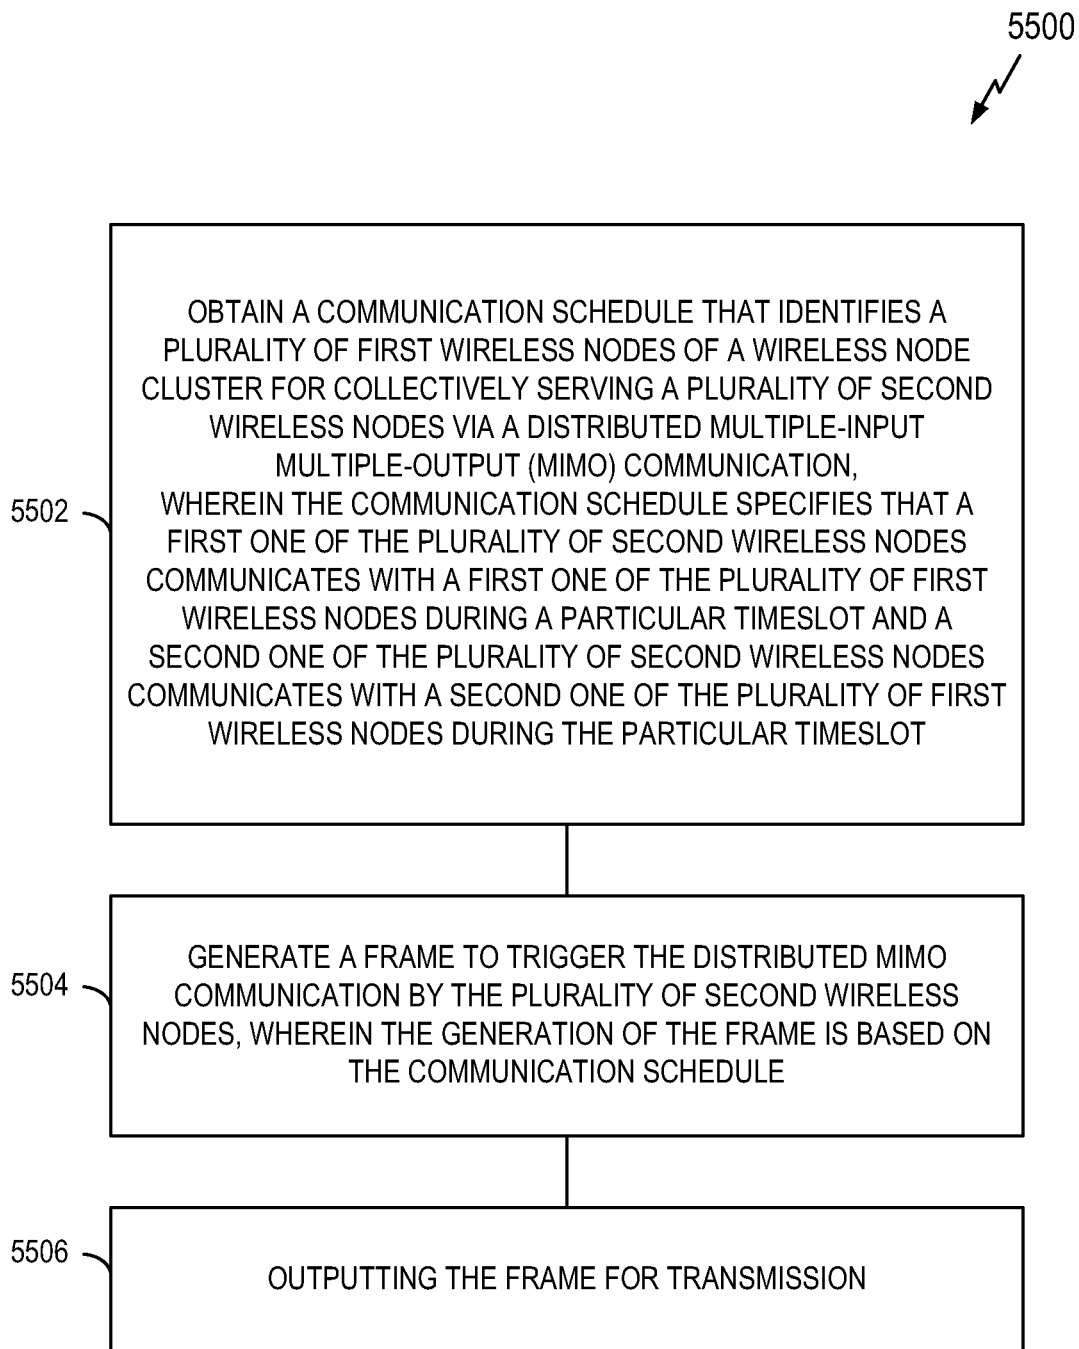 5500
OBTAIN A COMMUNICATION SCHEDULE THAT IDENTIFIES A
PLURALITY OF FIRST WIRELESS NODES OF A WIRELESS NODE
CLUSTER FOR COLLECTIVELY SERVING A PLURALITY OF SECOND
WIRELESS NODES VIA A DISTRIBUTED MULTIPLE-INPUT
MULTIPLE-OUTPUT (MIMO) COMMUNICATION,
WHEREIN THE COMMUNICATION SCHEDULE SPECIFIES THAT A
FIRST ONE OF THE PLURALITY OF SECOND WIRELESS NODES
COMMUNICATES WITH A FIRST ONE OF THE PLURALITY OF FIRST
WIRELESS NODES DURING A PARTICULAR TIMESLOT AND A
SECOND ONE OF THE PLURALITY OF SECOND WIRELESS NODES
COMMUNICATES WITH A SECOND ONE OF THE PLURALITY OF FIRST
WIRELESS NODES DURING THE PARTICULAR TIMESLOT
5502
GENERATE A FRAME TO TRIGGER THE DISTRIBUTED MIMO
COMMUNICATION BY THE PLURALITY OF SECOND WIRELESS
NODES, WHEREIN THE GENERATION OF THE FRAME IS BASED ON
THE COMMUNICATION SCHEDULE
5504
OUTPUTTING THE FRAME FOR TRANSMISSION
5506